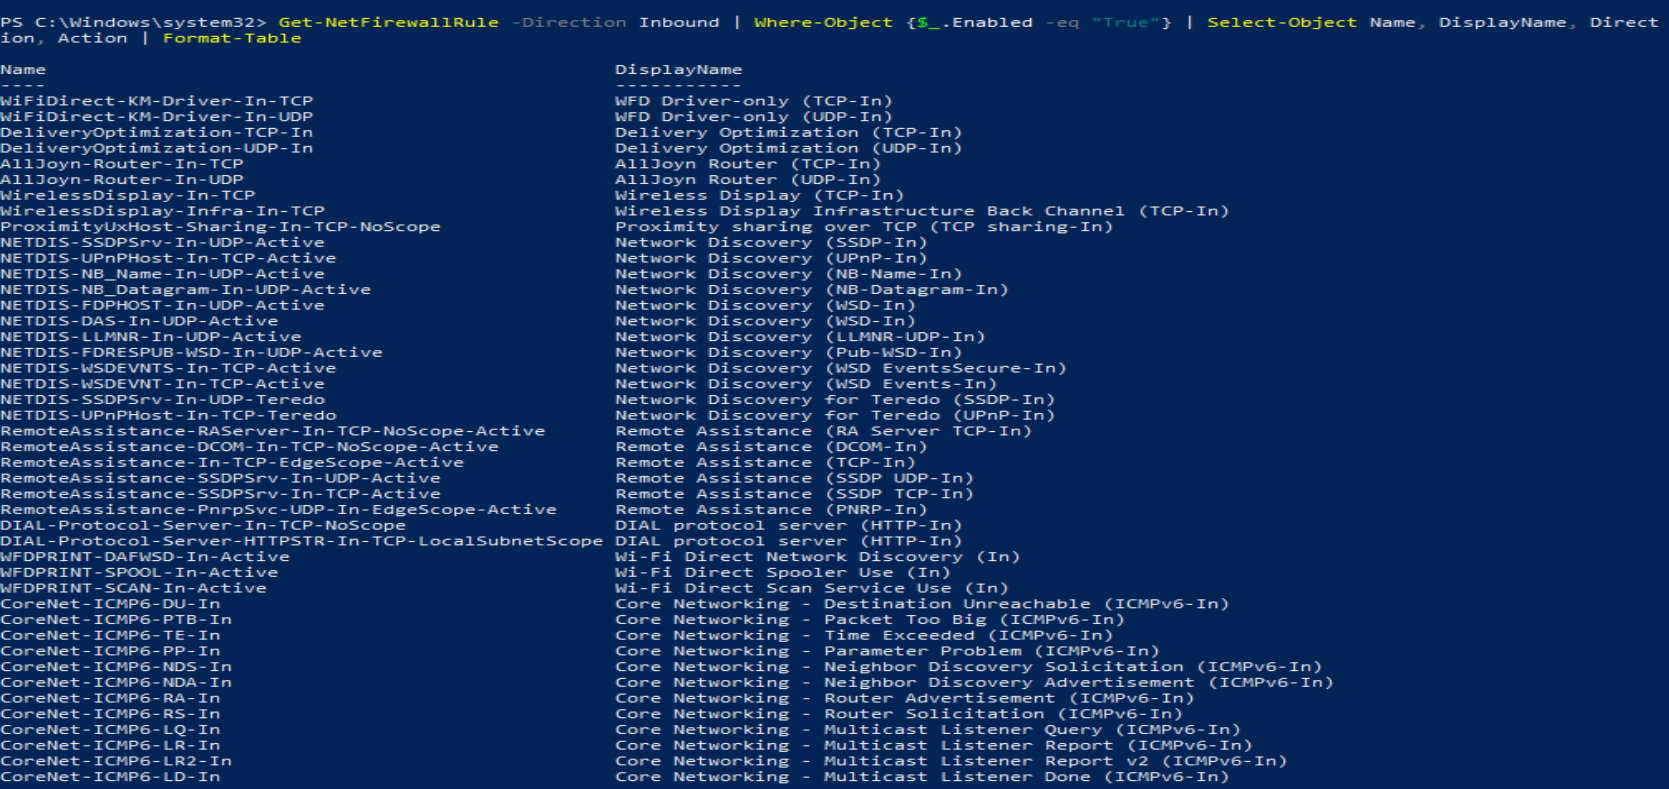 PS C:\Windows\system32> Get-NetFirewallRule -Direction Inbound | Where-Object {$_.Enabled -eq "True"} | Select-Object Name, DisplayName, Direct
ion, Action | Format-Table
Name DisplayName
---- -----------
WiFiDirect-KM-Driver-In-TCP WFD Driver-only (TCP-In)
WiFiDirect-KM-Driver-In-UDP WFD Driver-only (UDP-In)
DeliveryOptimization-TCP-In Delivery Optimization (TCP-In)
DeliveryOptimization-UDP-In Delivery Optimization (UDP-In)
AllJoyn-Router-In-TCP AllJoyn Router (TCP-In)
AllJoyn-Router-In-UDP AllJoyn Router (UDP-In)
WirelessDisplay-In-TCP Wireless Display (TCP-In)
WirelessDisplay-Infra-In-TCP Wireless Display Infrastructure Back Channel (TCP-In)
ProximityUxHost-Sharing-In-TCP-NoScope Proximity sharing over TCP (TCP sharing-In)
NETDIS-SSDPSrv-In-UDP-Active Network Discovery (SSDP-In)
NETDIS-UPnPHost-In-TCP-Active Network Discovery (UPnP-In)
NETDIS-NB_Name-In-UDP-Active Network Discovery (NB-Name-In)
NETDIS-NB_Datagram-In-UDP-Active Network Discovery (NB-Datagram-In)
NETDIS-FDPHOST-In-UDP-Active Network Discovery (WSD-In)
NETDIS-DAS-In-UDP-Active Network Discovery (WSD-In)
NETDIS-LLMNR-In-UDP-Active Network Discovery (LLMNR-UDP-In)
NETDIS-FDRESPUB-WSD-In-UDP-Active Network Discovery (Pub-WSD-In)
NETDIS-WSDEVNTS-In-TCP-Active Network Discovery (WSD EventsSecure-In)
NETDIS-WSDEVNT-In-TCP-Active Network Discovery (WSD Events-In)
NETDIS-SSDPSrv-In-UDP-Teredo Network Discovery for Teredo (SSDP-In)
NETDIS-UPnPHost-In-TCP-Teredo Network Discovery for Teredo (UPnP-In)
RemoteAssistance-RAServer-In-TCP-NoScope-Active Remote Assistance (RA Server TCP-In)
RemoteAssistance-DCOM-In-TCP-NoScope-Active Remote Assistance (DCOM-In)
RemoteAssistance-In-TCP-EdgeScope-Active Remote Assistance (TCP-In)
RemoteAssistance-SSDPSrv-In-UDP-Active Remote Assistance (SSDP UDP-In)
RemoteAssistance-SSDPSrv-In-TCP-Active Remote Assistance (SSDP TCP-In)
RemoteAssistance-PnrpSvc-UDP-In-EdgeScope-Active Remote Assistance (PNRP-In)
DIAL-Protocol-Server-In-TCP-NoScope DIAL protocol server (HTTP-In)
DIAL-Protocol-Server-HTTPSTR-In-TCP-LocalSubnetScope DIAL protocol server (HTTP-In)
WFDPRINT-DAFWSD-In-Active Wi-Fi Direct Network Discovery (In)
WFDPRINT-SPOOL-In-Active Wi-Fi Direct Spooler Use (In)
WFDPRINT-SCAN-In-Active Wi-Fi Direct Scan Service Use (In)
CoreNet-ICMP6-DU-In Core Networking - Destination Unreachable (ICMPv6-In)
CoreNet-ICMP6-PTB-In Core Networking - Packet Too Big (ICMPv6-In)
CoreNet-ICMP6-TE-In Core Networking - Time Exceeded (ICMPv6-In)
CoreNet-ICMP6-PP-In Core Networking - Parameter Problem (ICMPv6-In)
CoreNet-ICMP6-NDS-In Core Networking - Neighbor Discovery Solicitation (ICMPv6-In)
CoreNet-ICMP6-NDA-In Core Networking - Neighbor Discovery Advertisement (ICMPv6-In)
CoreNet-ICMP6-RA-In Core Networking - Router Advertisement (ICMPv6-In)
CoreNet-ICMP6-RS-In Core Networking - Router Solicitation (ICMPv6-In)
CoreNet-ICMP6-LQ-In Core Networking - Multicast Listener Query (ICMPv6-In)
CoreNet-ICMP6-LR-In Core Networking - Multicast Listener Report (ICMPv6-In)
CoreNet-ICMP6-LR2-In Core Networking - Multicast Listener Report v2 (ICMPv6-In)
CoreNet-ICMP6-LD-In Core Networking - Multicast Listener Done (ICMPv6-In)